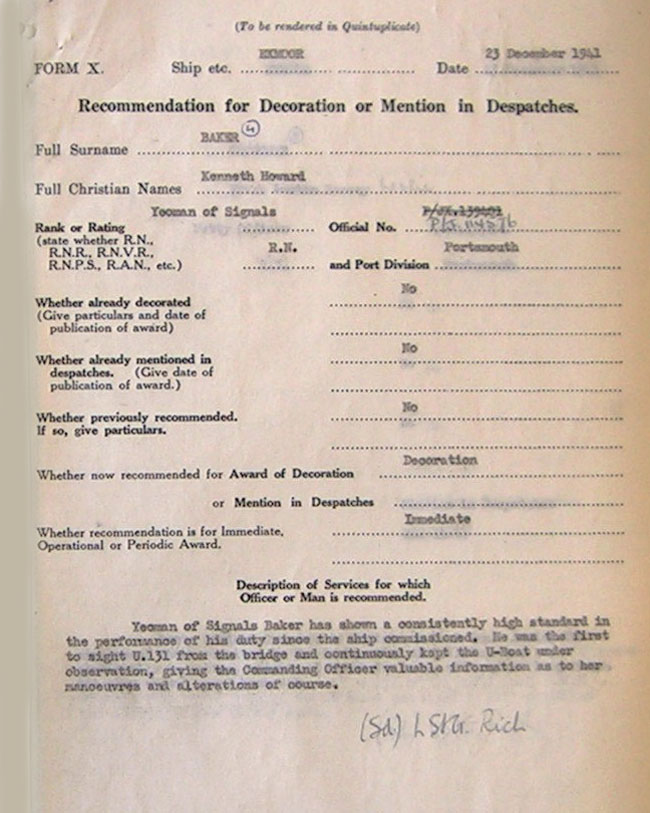 (To be rendered in Quintuplicate)
FORM X. Ship etc. EXMOOR Date 23 December 1941
Recommendation for Decoration or Mention in Despatches.
Full Surname BAKER (4)
Full Christian Names Kenneth Howard
Rank or Rating Yeoman of Signals Official No. P/J.114576
(state whether R.N.,
R.N.R., R.N.V.R., R.N. and Port Division Portsmouth
R.N.P.S., R.A.N., etc.)
Whether already decorated No
(Give particulars and date of
publication of award)
Whether already mentioned in No
despatches. (Give date of
publication of award.)
Whether previously recommended. No
If so, give particulars.
Whether now recommended for Award of Decoration Decoration
or Mention in Despatches
Whether recommendation is for Immediate, Immediate
Operational or Periodic Award.
Description of Services for which
Officer or Man is recommended.
Yeoman of Signals Baker has shown a consistently high standard in
the performance of his duty since the ship commissioned. He was the first
to sight U.131 from the bridge and continuously kept the U-Boat under
observation, giving the Commanding Officer valuable information as to her
manoeuvres and alterations of course.
(Sd) L St.G. Rich